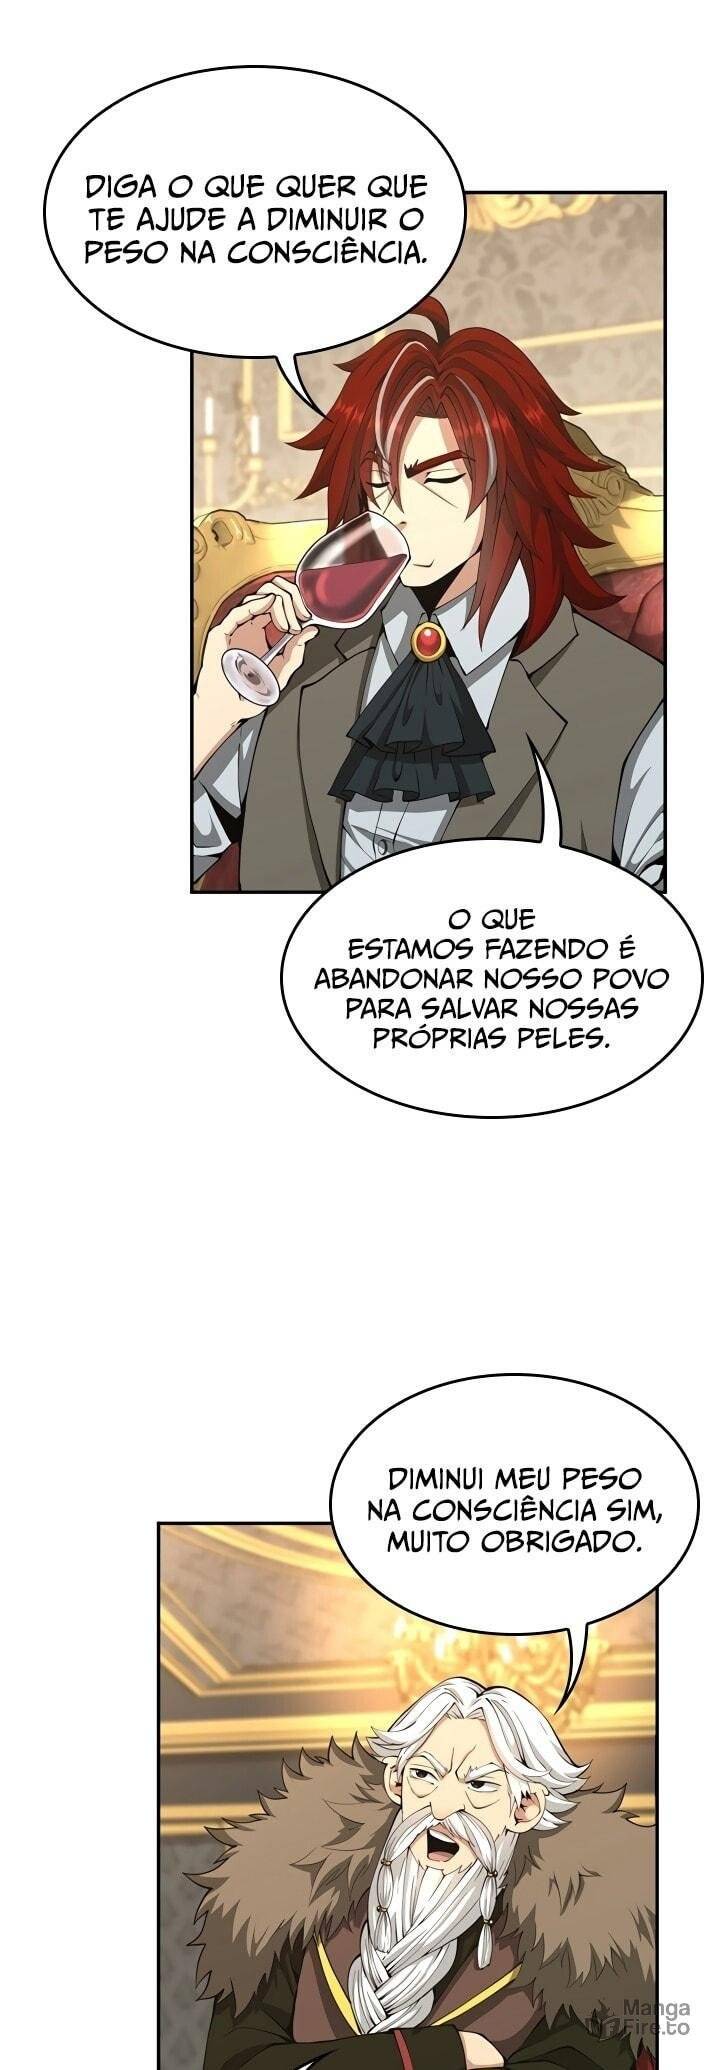 DIGA O QUE QUER QUE
TE AJUDE A DIMINUIR O
PESO NA CONSCIÊNCIA.
O QUE
ESTAMOS FAZENDO É
ABANDONAR NOSSO POVO
PARA SALVAR NOSSAS
PRÓPRIAS PELES.
DIMINUI MEU PESO
NA CONSCIÊNCIA SIM,
MUITO OBRIGADO.
Manga
Fire.to